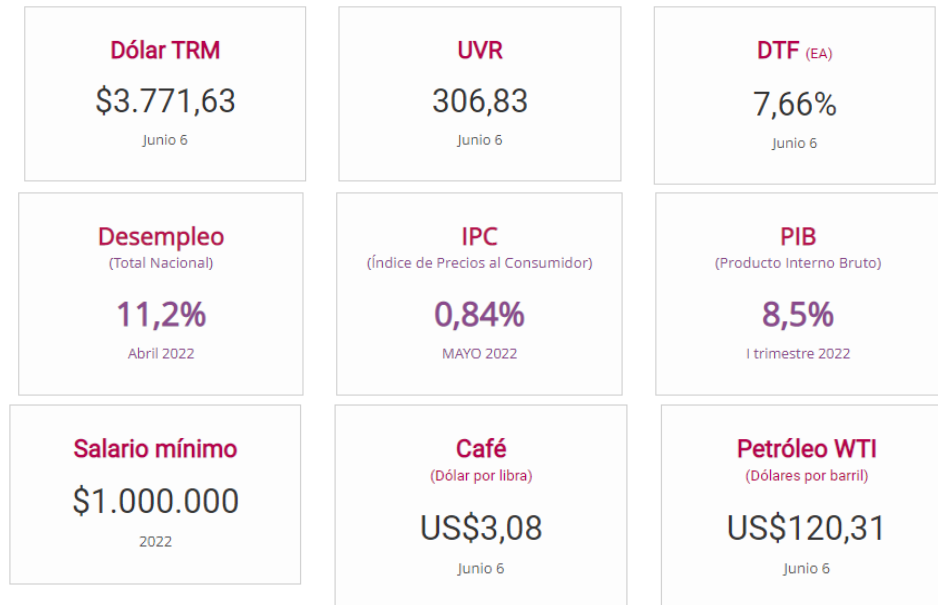 Dólar TRM
$3.771,63
Junio 6
UVR
306,83
Junio 6
DTF (EA)
7,66%
Junio 6
Desempleo
(Total Nacional)
11,2%
Abril 2022
IPC
(Índice de Precios al Consumidor)
0,84%
MAYO 2022
PIB
(Producto Interno Bruto)
8,5%
I trimestre 2022
Salario mínimo
$1.000.000
2022
Café
(Dólar por libra)
US$3,08
Junio 6
Petróleo WTI
(Dólares por barril)
US$120,31
Junio 6